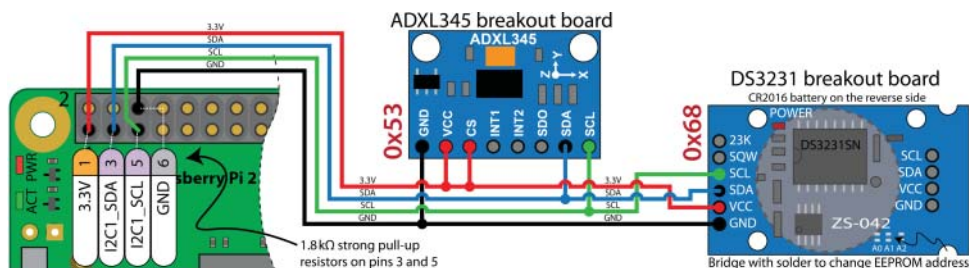 ADXL345 breakout board
3.3V
SDA
SCL
GND
ADXL345
Y
Z
X
0x53
GND
VCC
CS
INT1
INT2
SDO
SDA
SCL
DS3231 breakout board
CR2016 battery on the reverse side
POWER
0x68
23K
SQW
SCL
SDA
VCC
GND
DS3231SN
SCL
SDA
VCC
GND
ZS-042
A0 A1 A2
Bridge with solder to change EEPROM address
2
PWR
ACT
1
3.3V
3
I2C1_SDA
5
I2C1_SCL
6
GND
sberry Pi 2
3.3V
SDA
SCL
GND
3.3V
SDA
SCL
GND
1.8kΩ strong pull-up
resistors on pins 3 and 5